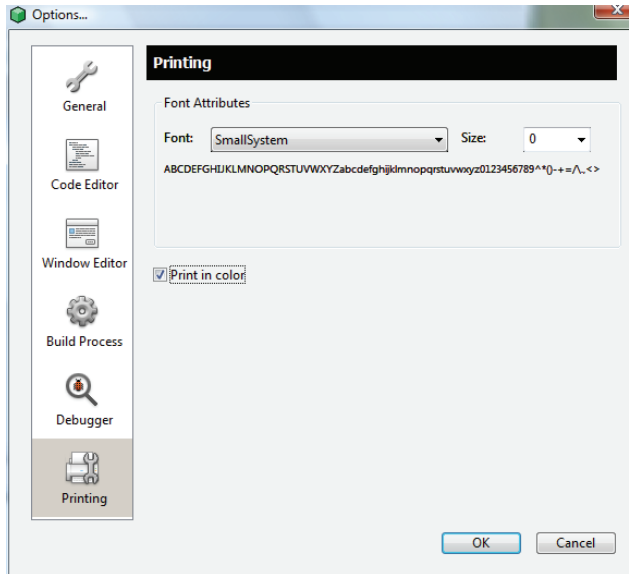 Options...
General
Code Editor
Window Editor
Build Process
Debugger
Printing
Printing
Font Attributes
Font: SmallSystem Size: 0
ABCDEFGHIJKLMNOPQRSTUVWXYZabcdefghijklmnopqrstuvwxyz0123456789^*()-+=/\.,<>
Print in color
OK Cancel